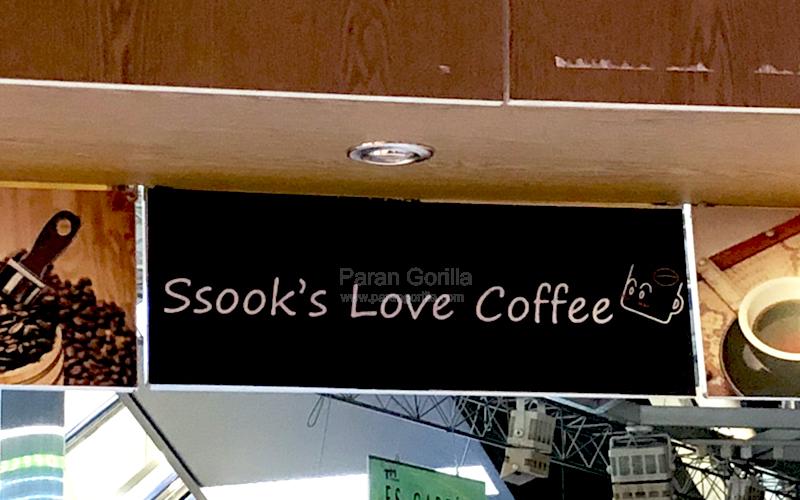 Paran Gorilla
www.parangorilla.com
Ssook's Love Coffee